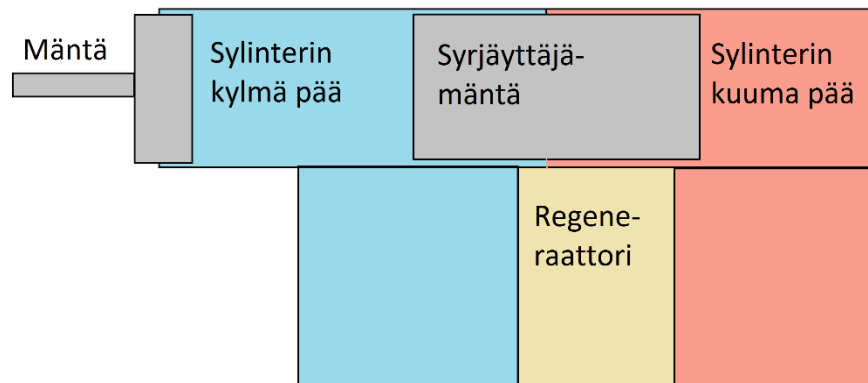 Mäntä
Sylinterin
kylmä pää
Syrjäyttäjä-
mäntä
Sylinterin
kuuma pää
Regene-
raattori